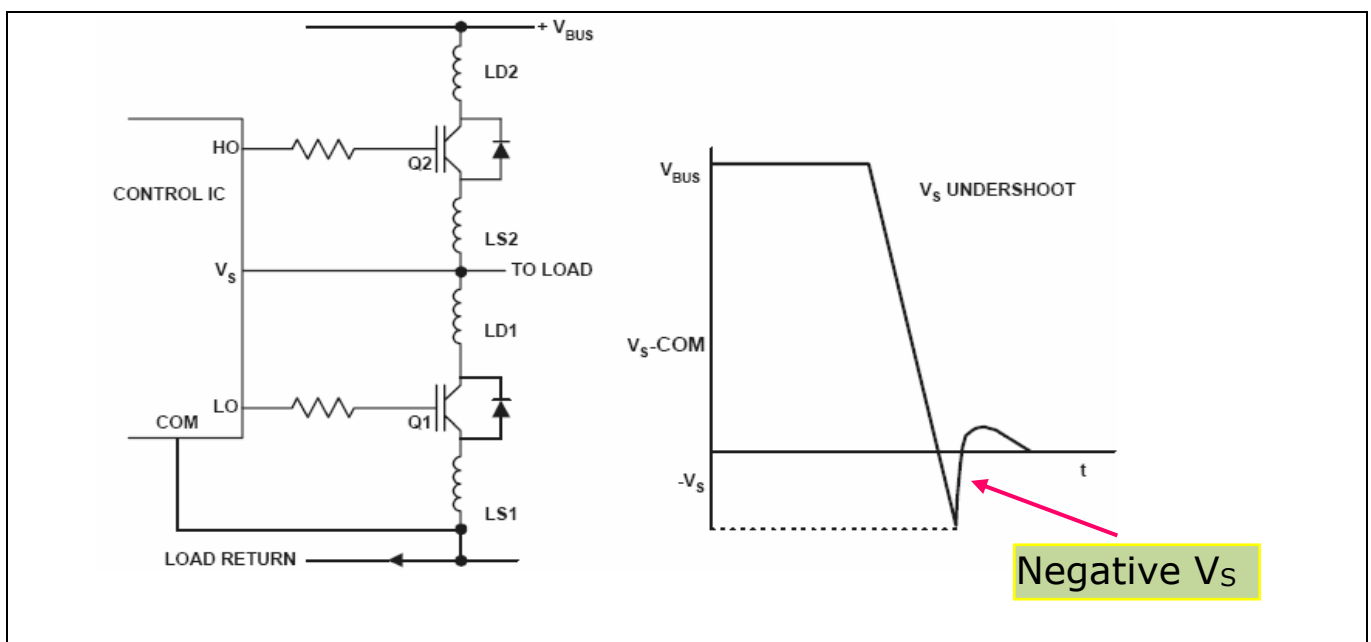 + VBUS
LD2
HO
Q2
CONTROL IC
LS2
VS
TO LOAD
LD1
LO
Q1
COM
LS1
LOAD RETURN
VBUS
VS UNDERSHOOT
VS-COM
-VS
t
Negative VS